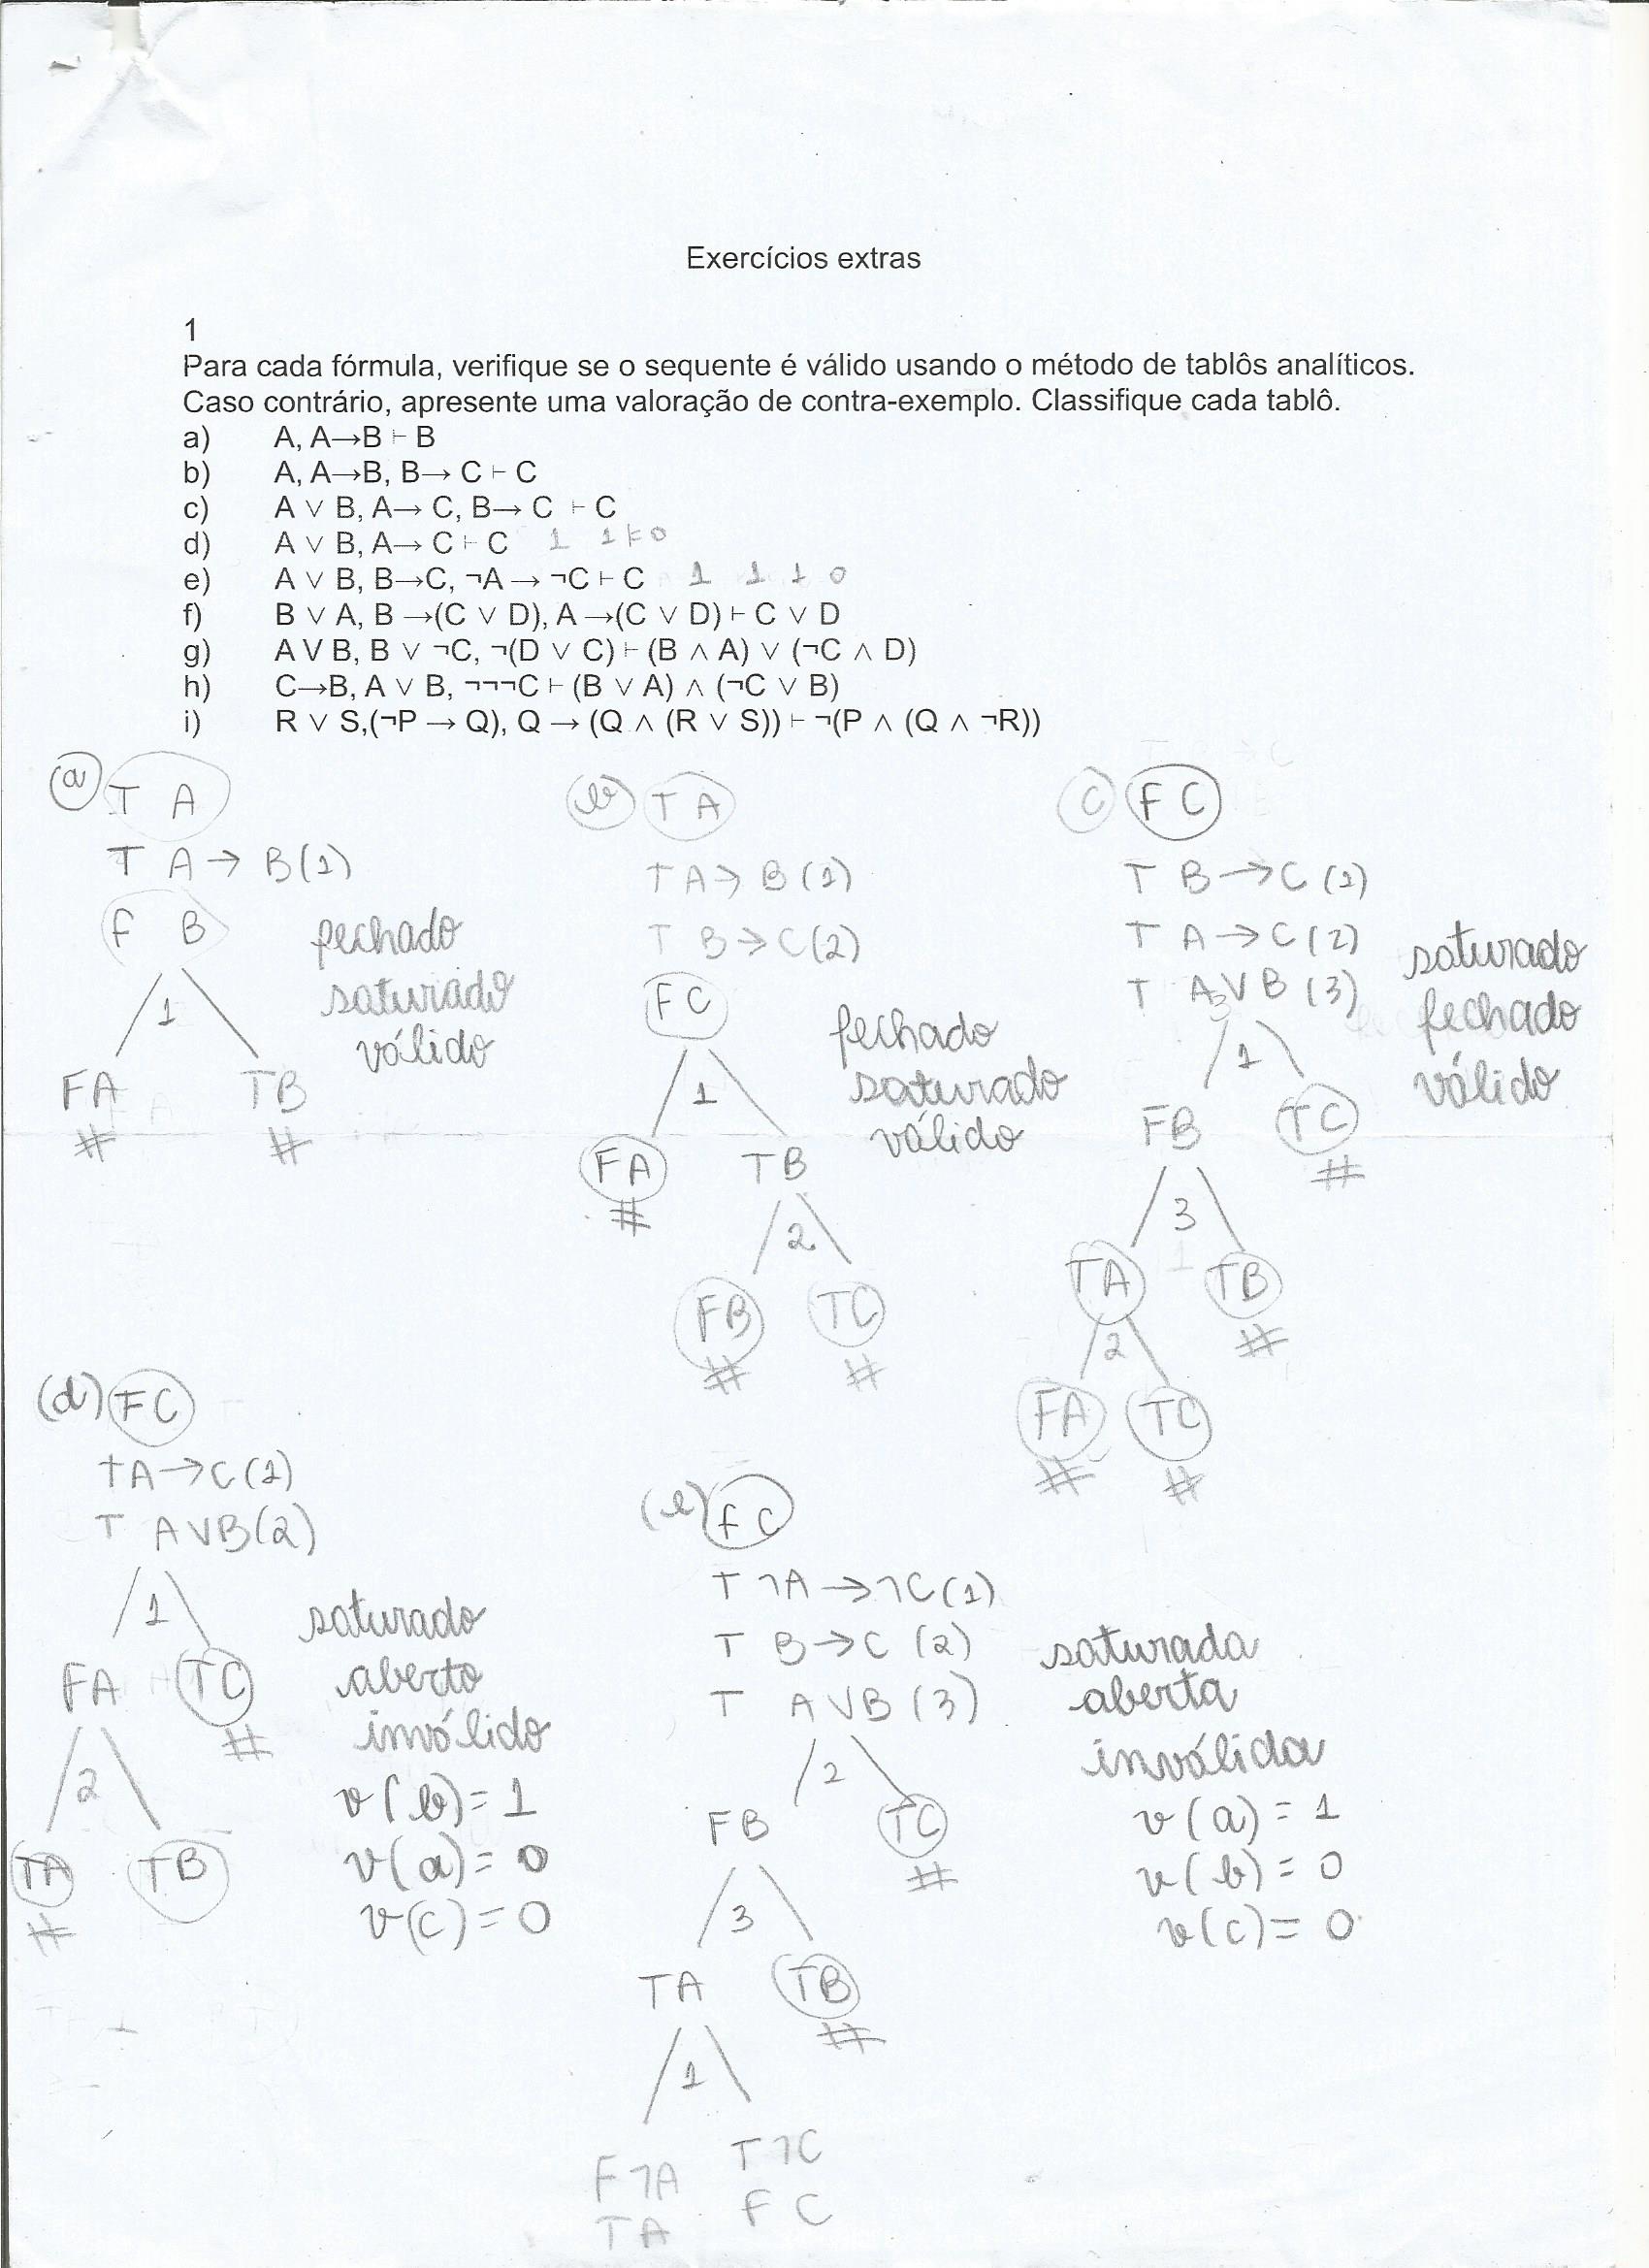 Exercícios extras
1
Para cada fórmula, verifique se o sequente é válido usando o método de tablôs analíticos.
Caso contrário, apresente uma valoração de contra-exemplo. Classifique cada tablô.
a) A, A→B ⊢ B
b) A, A→B, B→ C ⊢ C
c) A ∨ B, A→ C, B→ C ⊢ C
d) A ∨ B, A→ C ⊢ C 1 1 ⊬ 0
e) A ∨ B, B→C, ¬A → ¬C ⊢ C 1 1 1 0
f) B ∨ A, B →(C ∨ D), A →(C ∨ D) ⊢ C ∨ D
g) A V B, B ∨ ¬C, ¬(D ∨ C) ⊢ (B ∧ A) ∨ (¬C ∧ D)
h) C→B, A ∨ B, ¬¬¬C ⊢ (B ∨ A) ∧ (¬C ∨ B)
i) R ∨ S,(¬P → Q), Q → (Q ∧ (R ∨ S)) ⊢ ¬(P ∧ (Q ∧ ¬R))
(a) T A
T A → B (1)
F B
fechado
saturado
válido
1
FA TB
# #
(b) T A
T A → B (1)
T B → C (2)
F C
fechado
saturado
válido
1
FA TB
#
2
FB TC
# #
(c) F C
T B → C (1)
T A → C (2)
T A V B (3)
saturado
fechado
válido
1
FB TC
#
3
TA TB
#
2
FA TC
# #
(d) F C
T A → C (1)
T A V B (2)
1
FA TC
#
2
TA TB
#
saturado
aberto
inválido
v(b) = 1
v(a) = 0
v(c) = 0
(e) F C
T ¬A → ¬C (1)
T B → C (2)
T A V B (3)
2
FB TC
#
3
TA TB
#
1
F ¬A T ¬C
TA F C
saturada
aberta
inválida
v(a) = 1
v(b) = 0
v(c) = 0